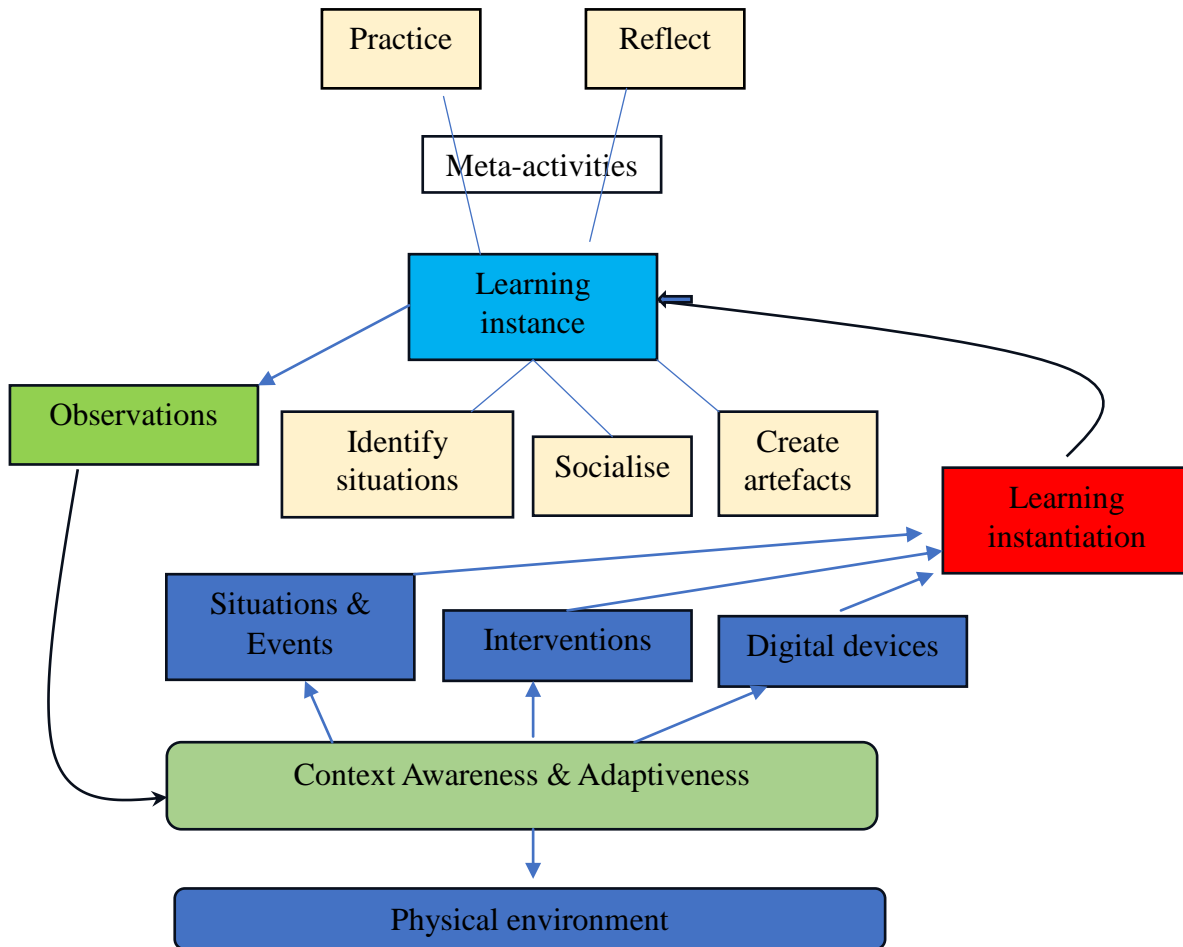 Practice
Reflect
Meta-activities
Learning
instance
Observations
Identify
situations
Socialise
Create
artefacts
Learning
instantiation
Situations &
Events
Interventions
Digital devices
Context Awareness & Adaptiveness
Physical environment